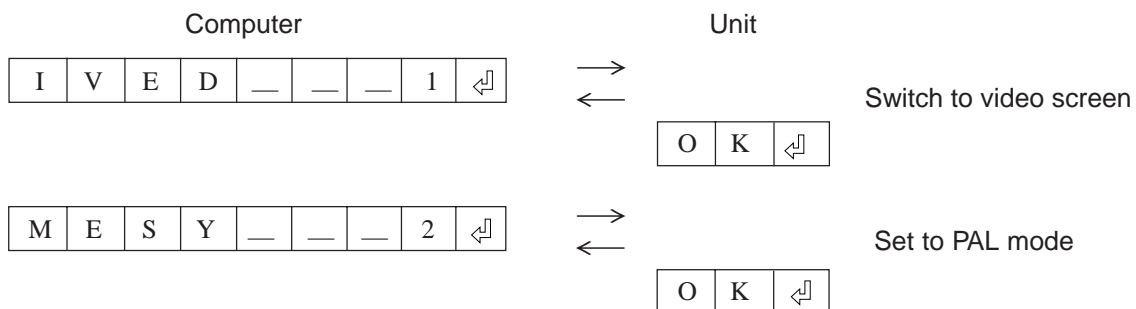 Computer Unit
I V E D _ _ _ 1 ↵ → ←
Switch to video screen
O K ↵
M E S Y _ _ _ 2 ↵ → ←
Set to PAL mode
O K ↵